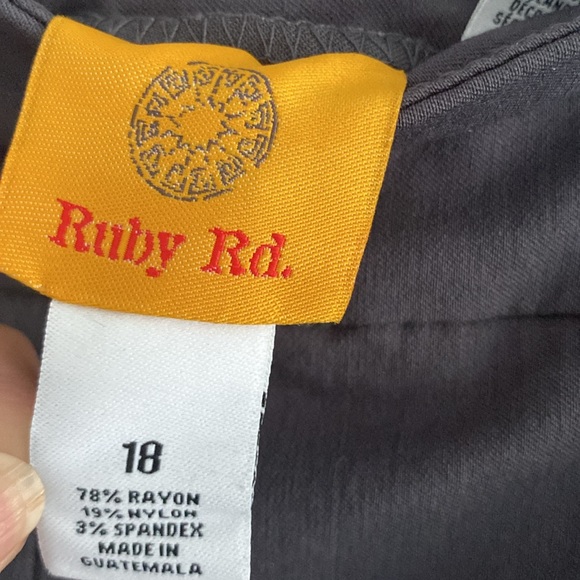 Ruby Rd.
18
78% RAYON
19% NYLON
3% SPANDEX
MADE IN
GUATEMALA